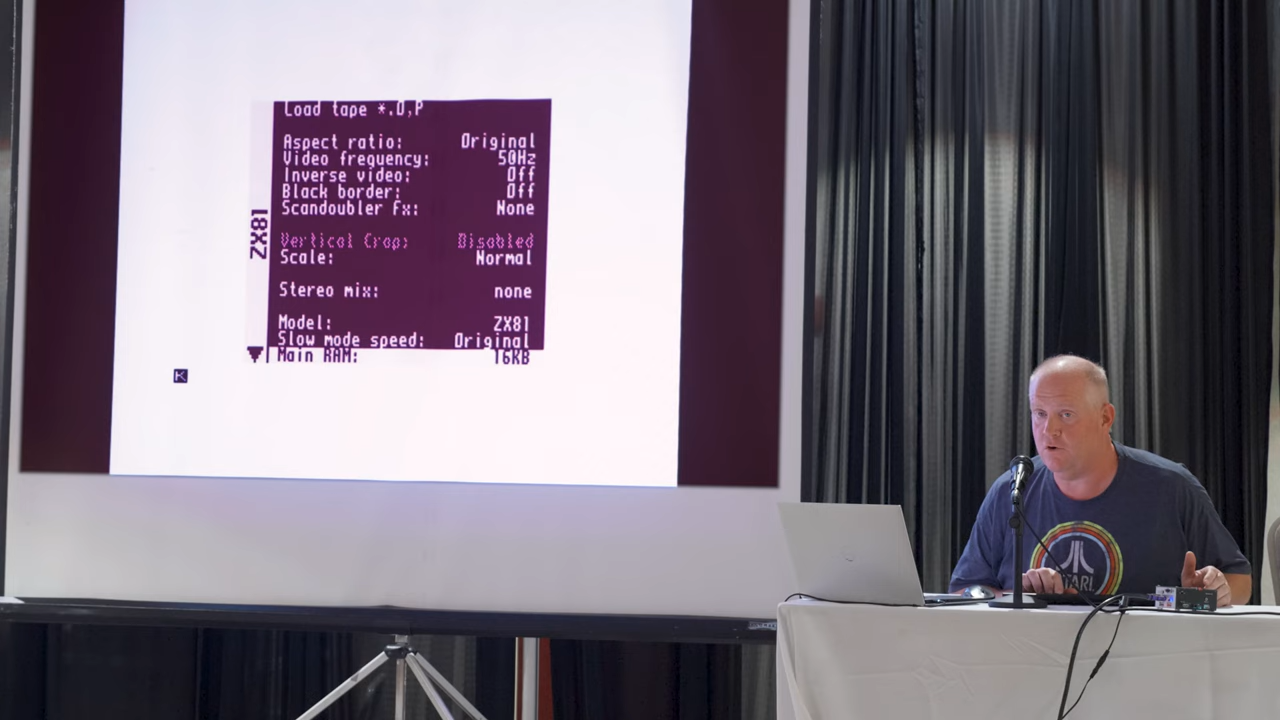 Load tape *.O,P
Aspect ratio: Original
Video frequency: 50Hz
Inverse video: Off
Black border: Off
Scandoubler Fx: None
Vertical Crop: Disabled
Scale: Normal
Stereo mix: none
Model: ZX81
Slow mode speed: Original
Main RAM: 16KB
ZX81
K
ATARI